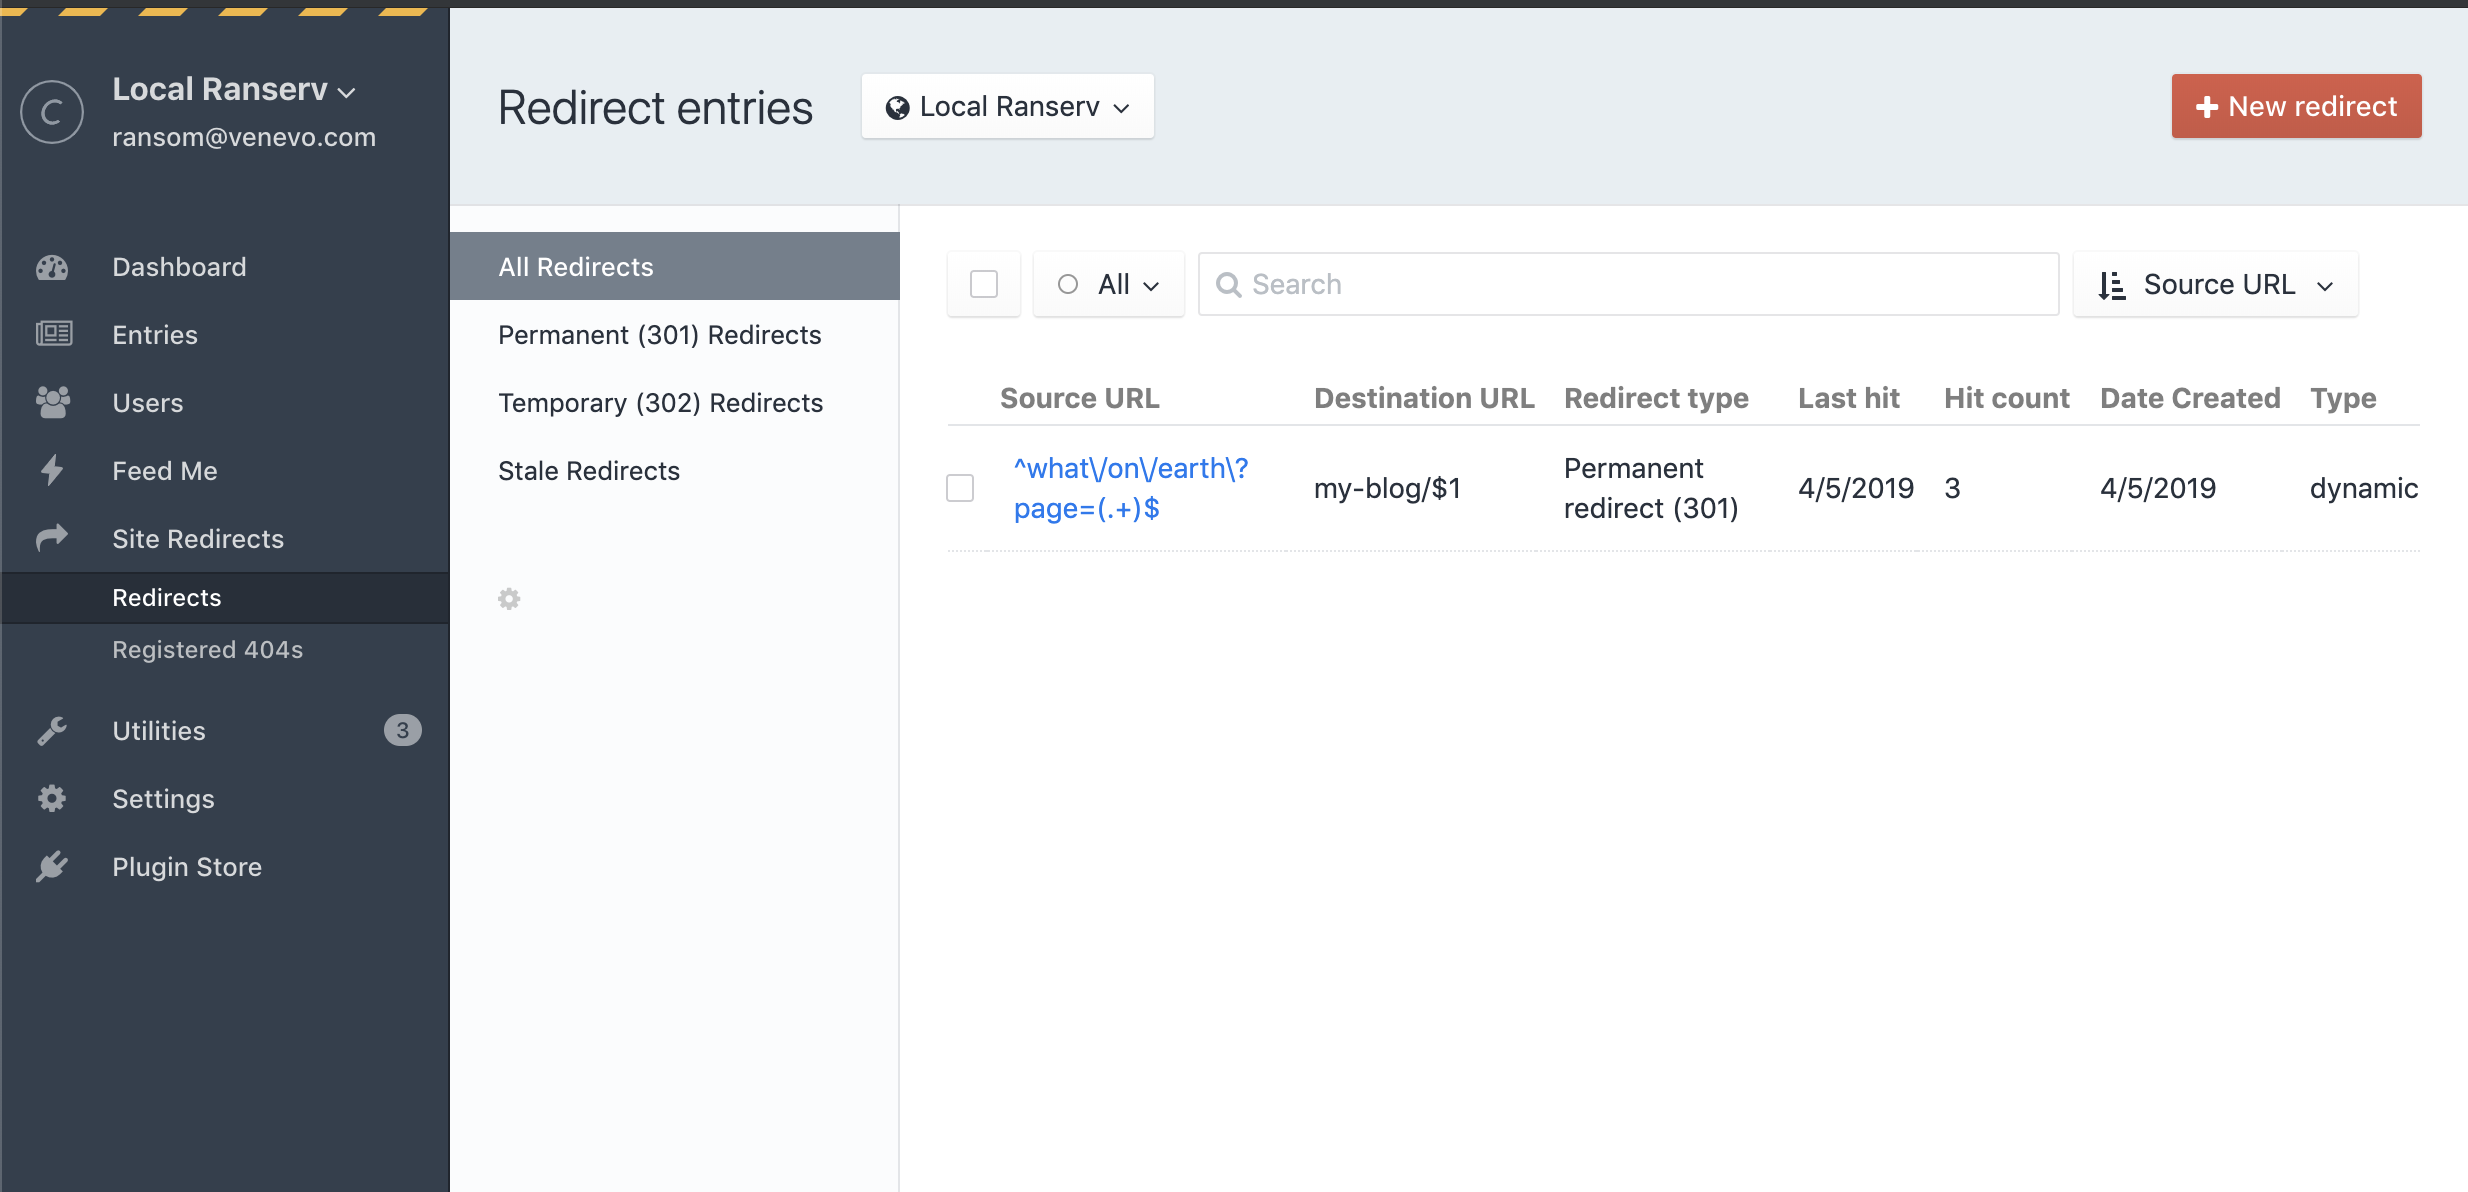 Local Ranserv
ransom@venevo.com
Dashboard
Entries
Users
Feed Me
Site Redirects
Redirects
Registered 404s
Utilities 3
Settings
Plugin Store
Redirect entries
Local Ranserv
New redirect
All Redirects
Permanent (301) Redirects
Temporary (302) Redirects
Stale Redirects
All
Search
Source URL
Source URL Destination URL Redirect type Last hit Hit count Date Created Type
^what\/on\/earth\?
page=(.+)$
my-blog/$1
Permanent
redirect (301)
4/5/2019 3 4/5/2019 dynamic